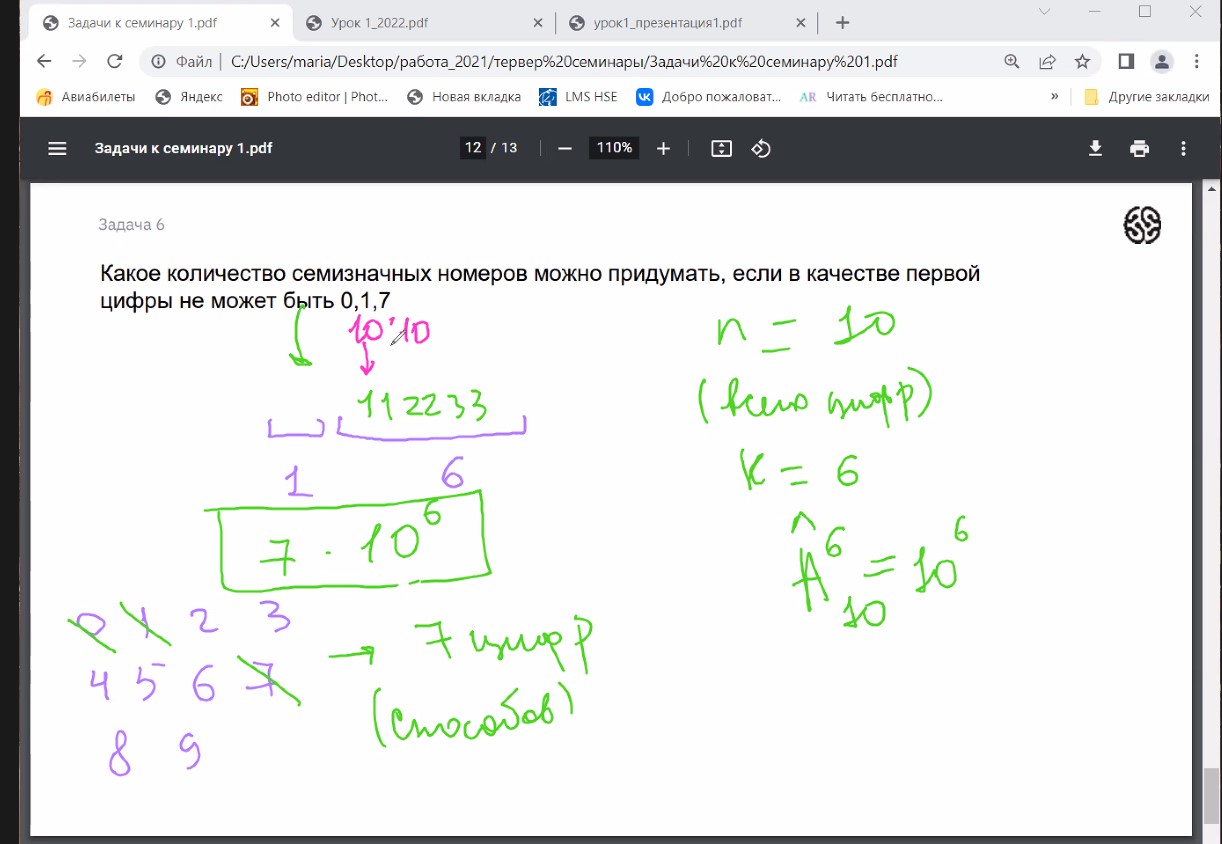 Задачи к семинару 1.pdf
Урок 1_2022.pdf
урок1_презентация1.pdf
Файл
C:/Users/maria/Desktop/работа_2021/тервер%20семинары/Задачи%20к%20семинару%201.pdf
Авиабилеты
Яндекс
Photo editor | Phot...
Новая вкладка
LMS HSE
Добро пожаловат...
AR Читать бесплатно...
»
Другие закладки
Задачи к семинару 1.pdf
12 / 13
110%
Задача 6
Какое количество семизначных номеров можно придумать, если в качестве первой
цифры не может быть 0,1,7
10·10
112233
1 6
7 · 10^6
0 1 2 3
4 5 6 7
8 9
→ 7 цифр
(способов)
n = 10
(всего цифр)
k = 6
Â^6_10 = 10^6